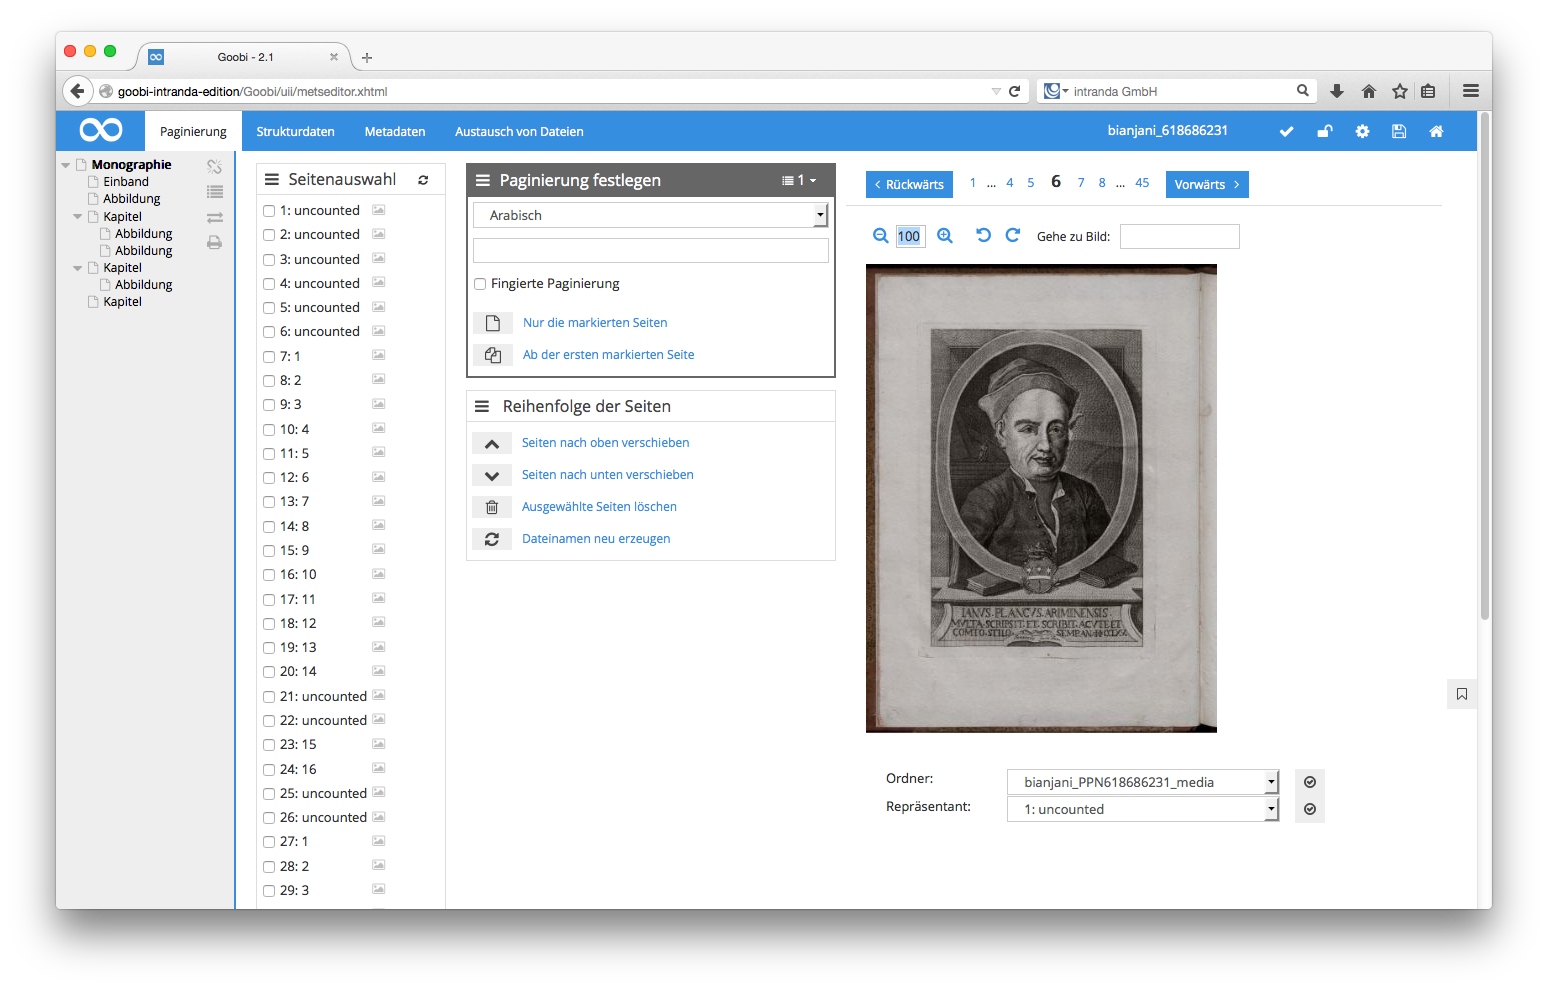 Goobi - 2.1
goobi-intranda-edition/Goobi/uii/metseditor.xhtml
intranda GmbH
Paginierung
Strukturdaten
Metadaten
Austausch von Dateien
bianjani_618686231
Monographie
Einband
Abbildung
Kapitel
Abbildung
Abbildung
Kapitel
Abbildung
Kapitel
Seitenauswahl
1: uncounted
2: uncounted
3: uncounted
4: uncounted
5: uncounted
6: uncounted
7: 1
8: 2
9: 3
10: 4
11: 5
12: 6
13: 7
14: 8
15: 9
16: 10
17: 11
18: 12
19: 13
20: 14
21: uncounted
22: uncounted
23: 15
24: 16
25: uncounted
26: uncounted
27: 1
28: 2
29: 3
Paginierung festlegen
1
Arabisch
Fingierte Paginierung
Nur die markierten Seiten
Ab der ersten markierten Seite
Reihenfolge der Seiten
Seiten nach oben verschieben
Seiten nach unten verschieben
Ausgewählte Seiten löschen
Dateinamen neu erzeugen
Rückwärts 1 ... 4 5 6 7 8 ... 45 Vorwärts
100
Gehe zu Bild:
IANVS·PLANCVS·ARIMINENSIS·
MVLTA·SCRIPSIT·ET·SCRIBIT·ACVTE·ET
COMTO·STILO
Ordner:
bianjani_PPN618686231_media
Repräsentant:
1: uncounted